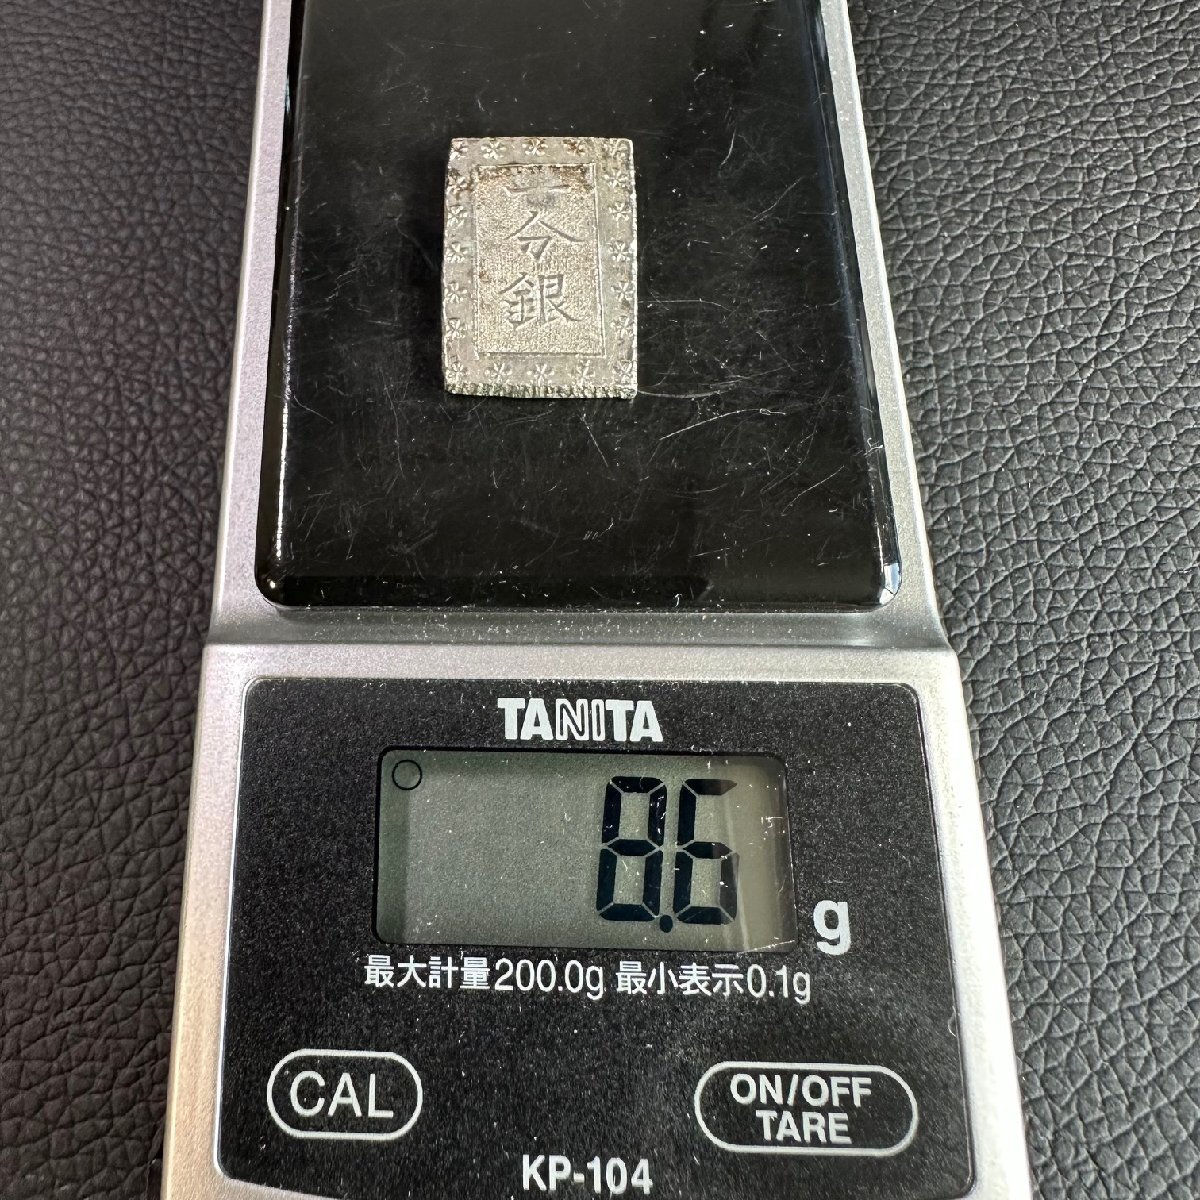 一
分
銀
TANITA
8.6 g
最大計量200.0g 最小表示0.1g
CAL
ON/OFF
TARE
KP-104